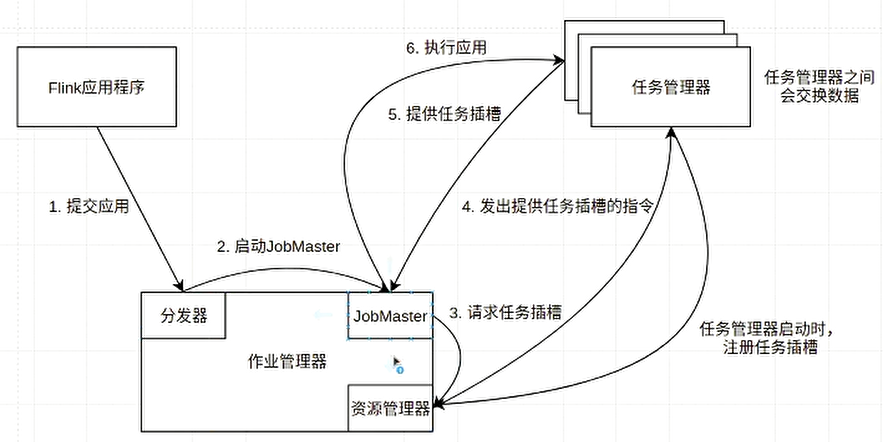 6. 执行应用
Flink应用程序
任务管理器
任务管理器之间
会交换数据
5. 提供任务插槽
1. 提交应用
4. 发出提供任务插槽的指令
2. 启动JobMaster
分发器
JobMaster
3. 请求任务插槽
任务管理器启动时，
注册任务插槽
作业管理器
资源管理器